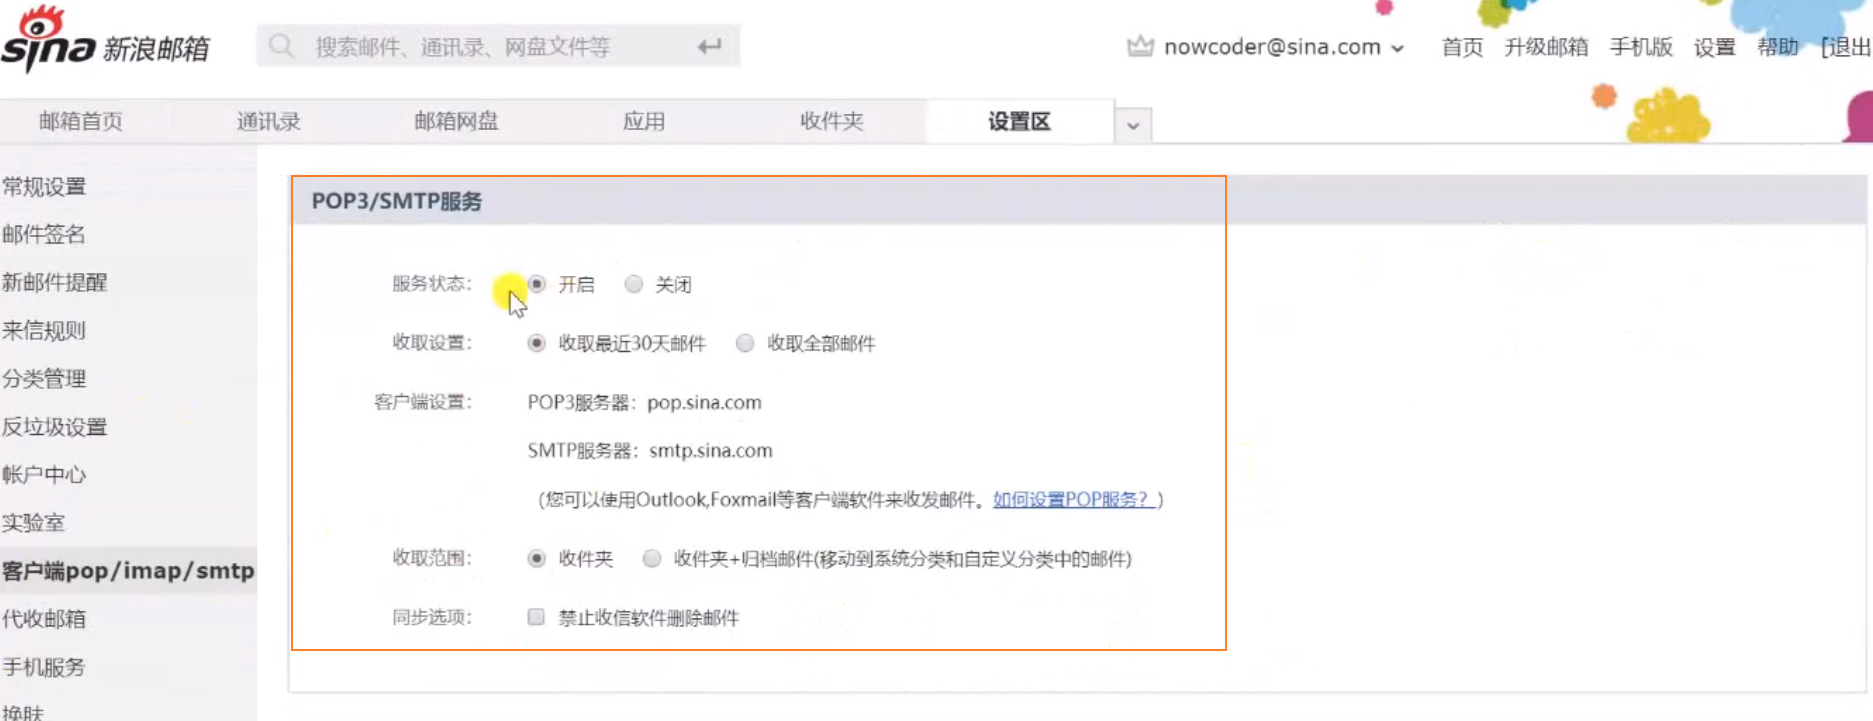 sina 新浪邮箱
搜索邮件、通讯录、网盘文件等
nowcoder@sina.com
首页 升级邮箱 手机版 设置 帮助 [退出
邮箱首页 通讯录 邮箱网盘 应用 收件夹 设置区
常规设置
邮件签名
新邮件提醒
来信规则
分类管理
反垃圾设置
帐户中心
实验室
客户端pop/imap/smtp
代收邮箱
手机服务
换肤
POP3/SMTP服务
服务状态： 开启 关闭
收取设置： 收取最近30天邮件 收取全部邮件
客户端设置： POP3服务器：pop.sina.com
SMTP服务器：smtp.sina.com
(您可以使用Outlook,Foxmail等客户端软件来收发邮件。如何设置POP服务？)
收取范围： 收件夹 收件夹+归档邮件(移动到系统分类和自定义分类中的邮件)
同步选项： 禁止收信软件删除邮件